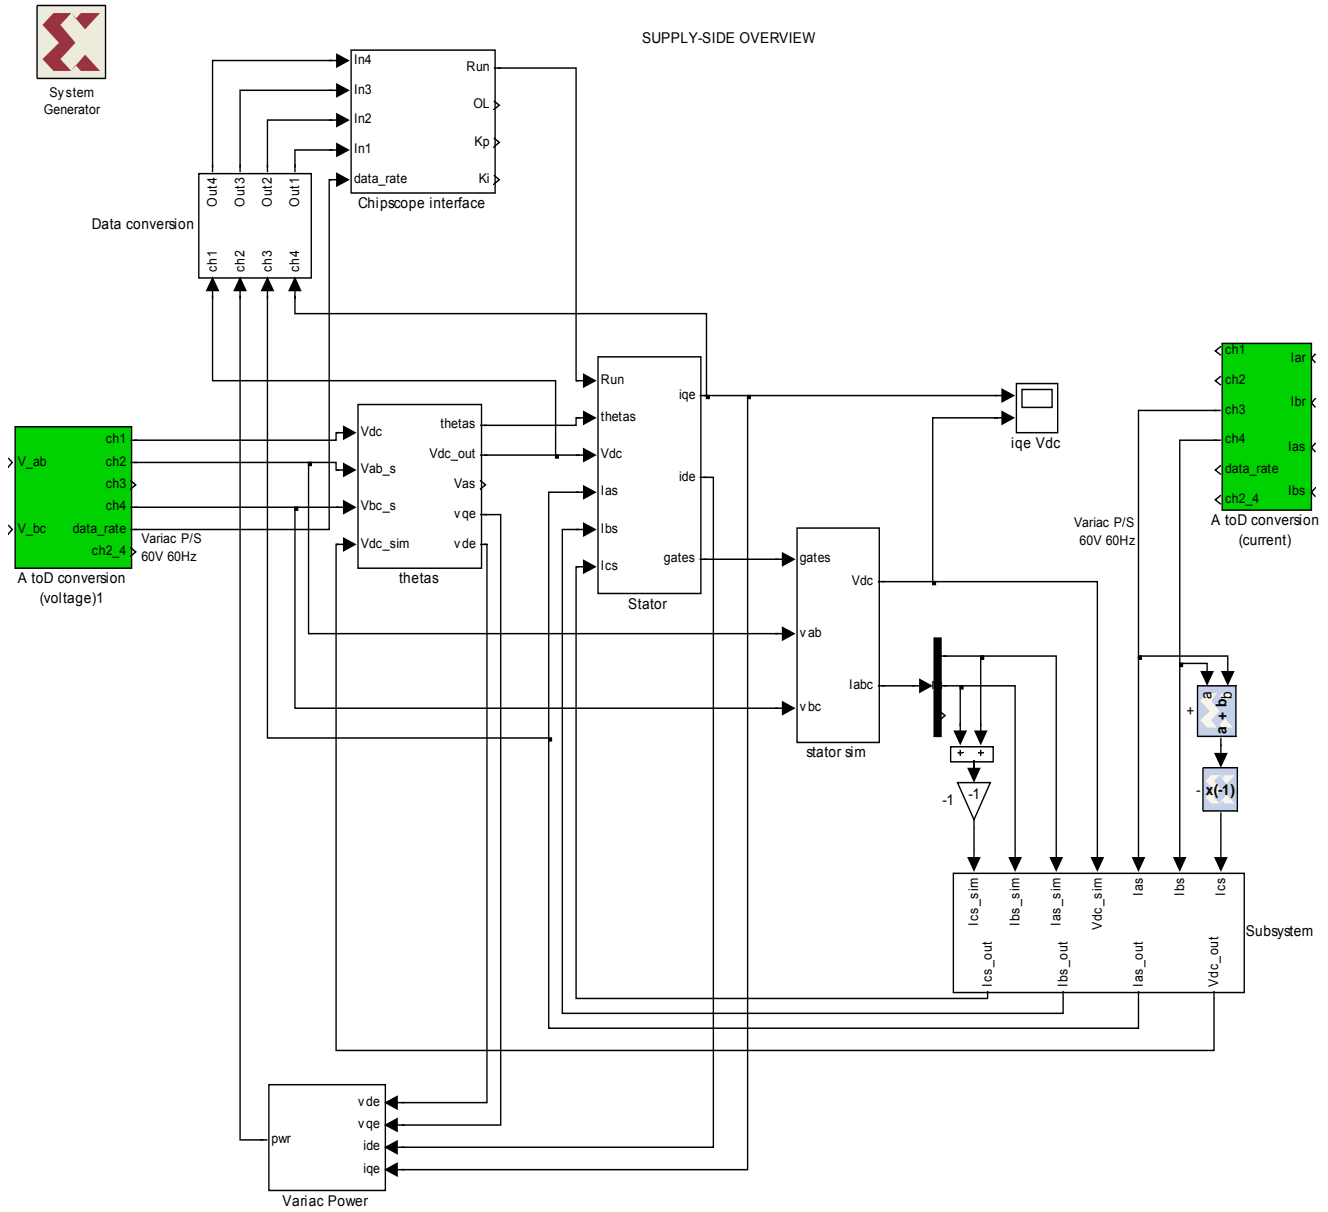 SUPPLY-SIDE OVERVIEW
System
Generator
In4
In3
In2
In1
data_rate
Run
OL
Kp
Ki
Chipscope interface
Out4
Out3
Out2
Out1
ch1
ch2
ch3
ch4
Data conversion
V_ab
V_bc
ch1
ch2
ch3
ch4
data_rate
ch2_4
A toD conversion
(voltage)1
Variac P/S
60V 60Hz
Vdc
Vab_s
Vbc_s
Vdc_sim
thetas
Vdc_out
Vas
vqe
vde
thetas
Run
thetas
Vdc
Ias
Ibs
Ics
iqe
ide
gates
Stator
iqe Vdc
gates
vab
vbc
Vdc
Iabc
stator sim
ch1
ch2
ch3
ch4
data_rate
ch2_4
Iar
Ibr
Ias
Ibs
A toD conversion
(current)
Variac P/S
60V 60Hz
+ +
-1
-1
a
b
a + b
+
x(-1)
-
Ics_sim
Ibs_sim
Ias_sim
Vdc_sim
Ias
Ibs
Ics
Ics_out
Ibs_out
Ias_out
Vdc_out
Subsystem
pwr
vde
vqe
ide
iqe
Variac Power